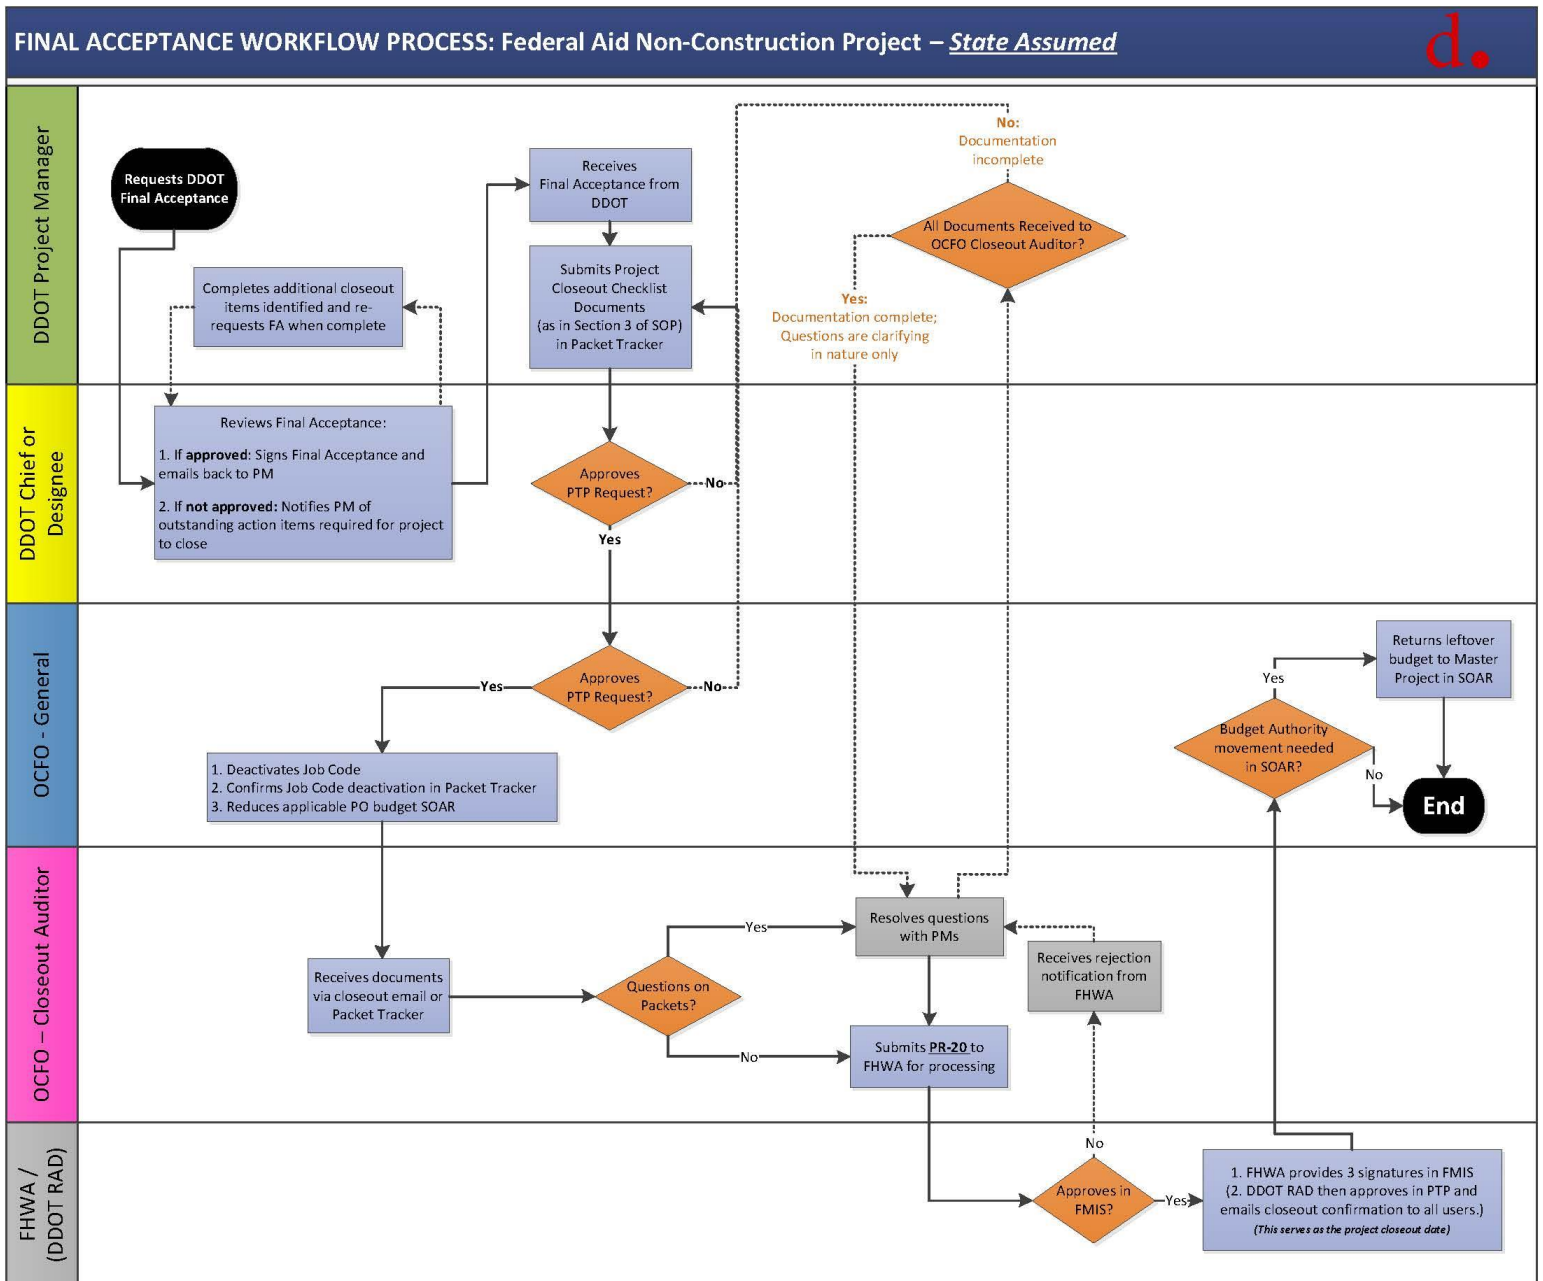 FINAL ACCEPTANCE WORKFLOW PROCESS: Federal Aid Non-Construction Project – State Assumed
d.
DDOT Project Manager
Requests DDOT
Final Acceptance
Completes additional closeout
items identified and re-
requests FA when complete
Receives
Final Acceptance from
DDOT
Submits Project
Closeout Checklist
Documents
(as in Section 3 of SOP)
in Packet Tracker
No:
Documentation
incomplete
All Documents Received to
OCFO Closeout Auditor?
Yes:
Documentation complete;
Questions are clarifying
in nature only
DDOT Chief or
Designee
Reviews Final Acceptance:
1. If approved: Signs Final Acceptance and
emails back to PM
2. If not approved: Notifies PM of
outstanding action items required for project
to close
Approves
PTP Request?
No
Yes
OCFO - General
Approves
PTP Request?
Yes
No
1. Deactivates Job Code
2. Confirms Job Code deactivation in Packet Tracker
3. Reduces applicable PO budget SOAR
Budget Authority
movement needed
in SOAR?
Yes
Returns leftover
budget to Master
Project in SOAR
No
End
OCFO – Closeout Auditor
Receives documents
via closeout email or
Packet Tracker
Questions on
Packets?
Yes
No
Resolves questions
with PMs
Receives rejection
notification from
FHWA
Submits PR-20 to
FHWA for processing
FHWA /
(DDOT RAD)
No
Approves in
FMIS?
Yes
1. FHWA provides 3 signatures in FMIS
(2. DDOT RAD then approves in PTP and
emails closeout confirmation to all users.)
(This serves as the project closeout date)